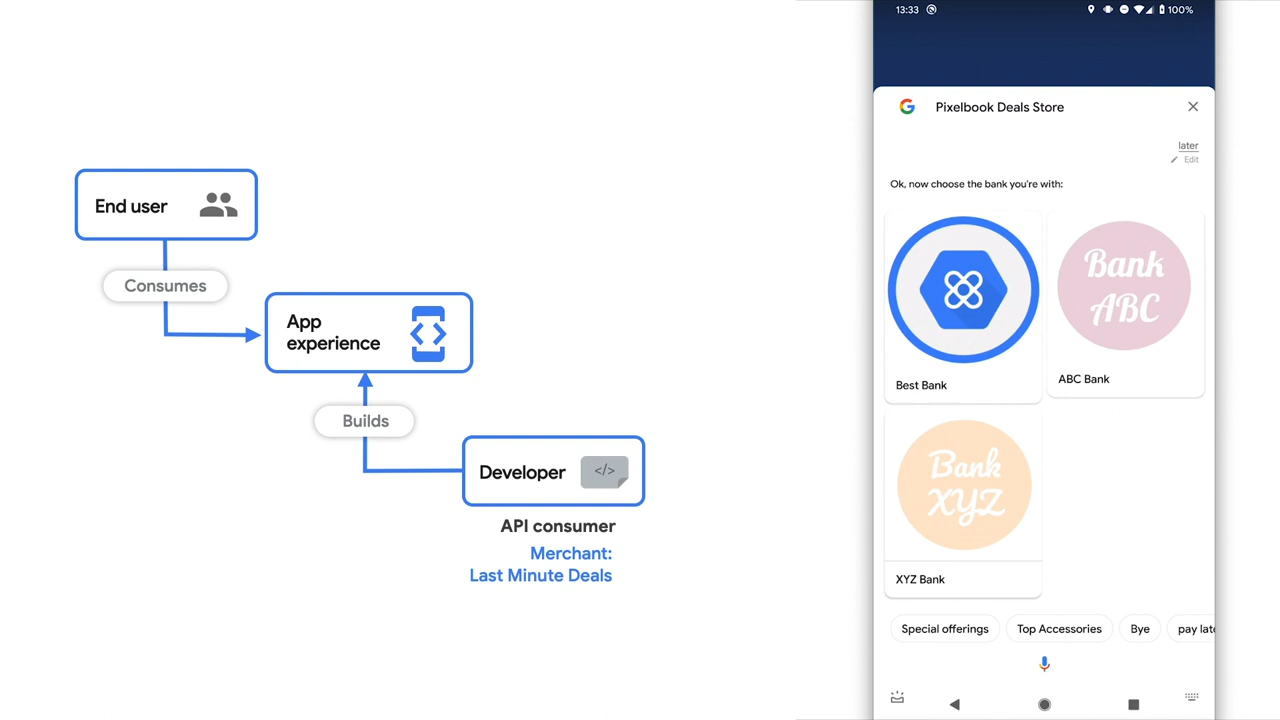 End user
Consumes
App
experience
Builds
Developer
</>
API consumer
Merchant:
Last Minute Deals
13:33
100%
Pixelbook Deals Store
later
Edit
Ok, now choose the bank you're with:
Bank
ABC
Best Bank
ABC Bank
Bank
XYZ
XYZ Bank
Special offerings
Top Accessories
Bye
pay late